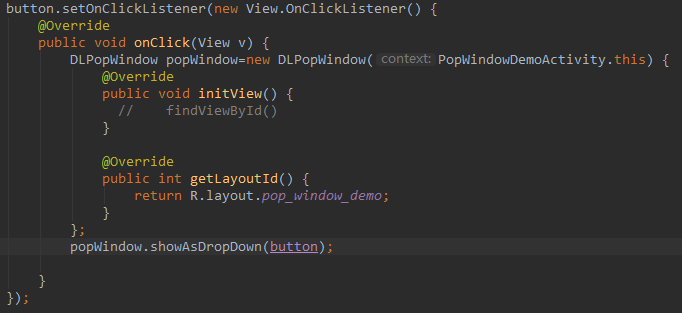 button.setOnClickListener(new View.OnClickListener() {
    @Override
    public void onClick(View v) {
        DLPopWindow popWindow=new DLPopWindow( context: PopWindowDemoActivity.this) {
            @Override
            public void initView() {
              //    findViewById()
            }

            @Override
            public int getLayoutId() {
                return R.layout.pop_window_demo;
            }
        };
        popWindow.showAsDropDown(button);

    }
});